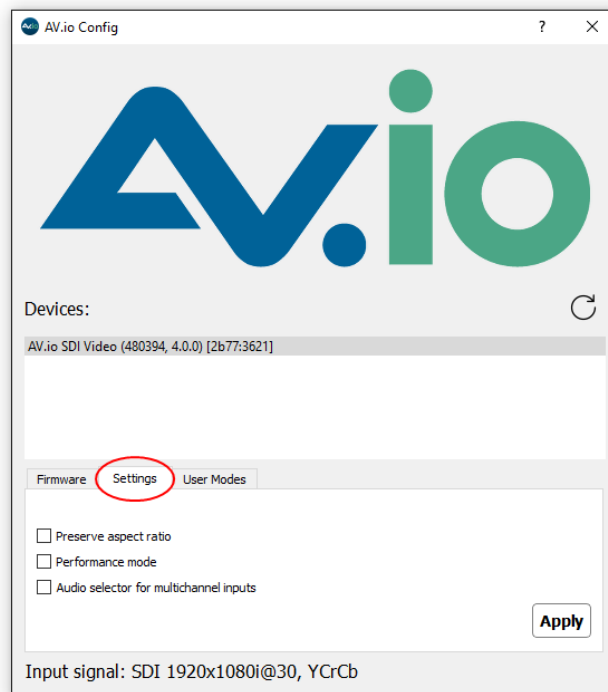 AV.io Config
AV.io
Devices:
AV.io SDI Video (480394, 4.0.0) [2b77:3621]
Firmware Settings User Modes
Preserve aspect ratio
Performance mode
Audio selector for multichannel inputs
Apply
Input signal: SDI 1920x1080i@30, YCrCb